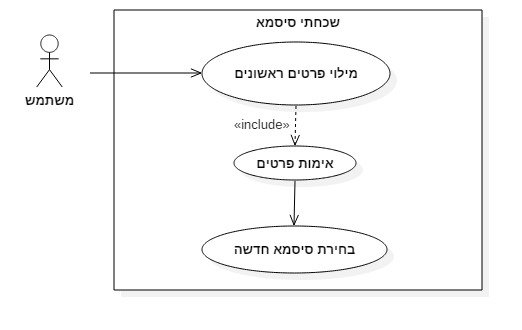 שכחתי סיסמא
מילוי פרטים ראשונים
משתמש
«include»
אימות פרטים
בחירת סיסמא חדשה